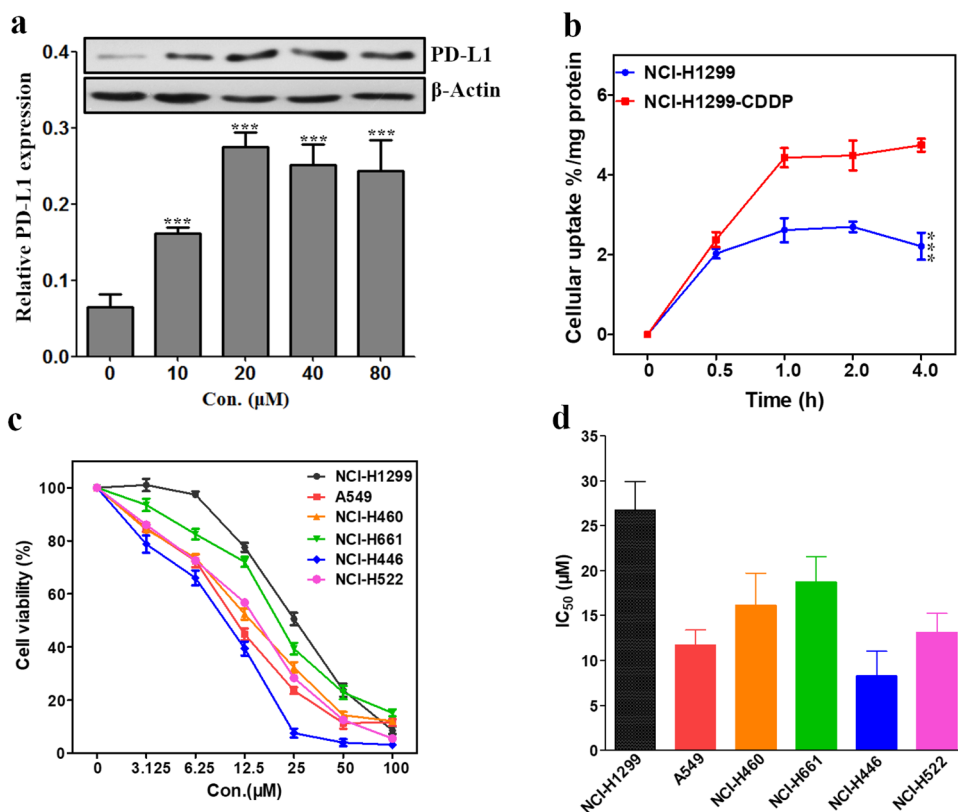 a
PD-L1
β-Actin
Relative PD-L1 expression
0.4
0.3
0.2
0.1
0.0
***
***
***
***
0
10
20
40
80
Con. (μM)
b
NCI-H1299
NCI-H1299-CDDP
Cellular uptake %/mg protein
6
4
2
0
***
0
0.5
1.0
2.0
4.0
Time (h)
c
NCI-H1299
A549
NCI-H460
NCI-H661
NCI-H446
NCI-H522
Cell viability (%)
100
80
60
40
20
0
0
3.125
6.25
12.5
25
50
100
Con.(μM)
d
IC50 (μM)
35
30
25
20
15
10
5
0
NCI-H1299
A549
NCI-H460
NCI-H661
NCI-H446
NCI-H522